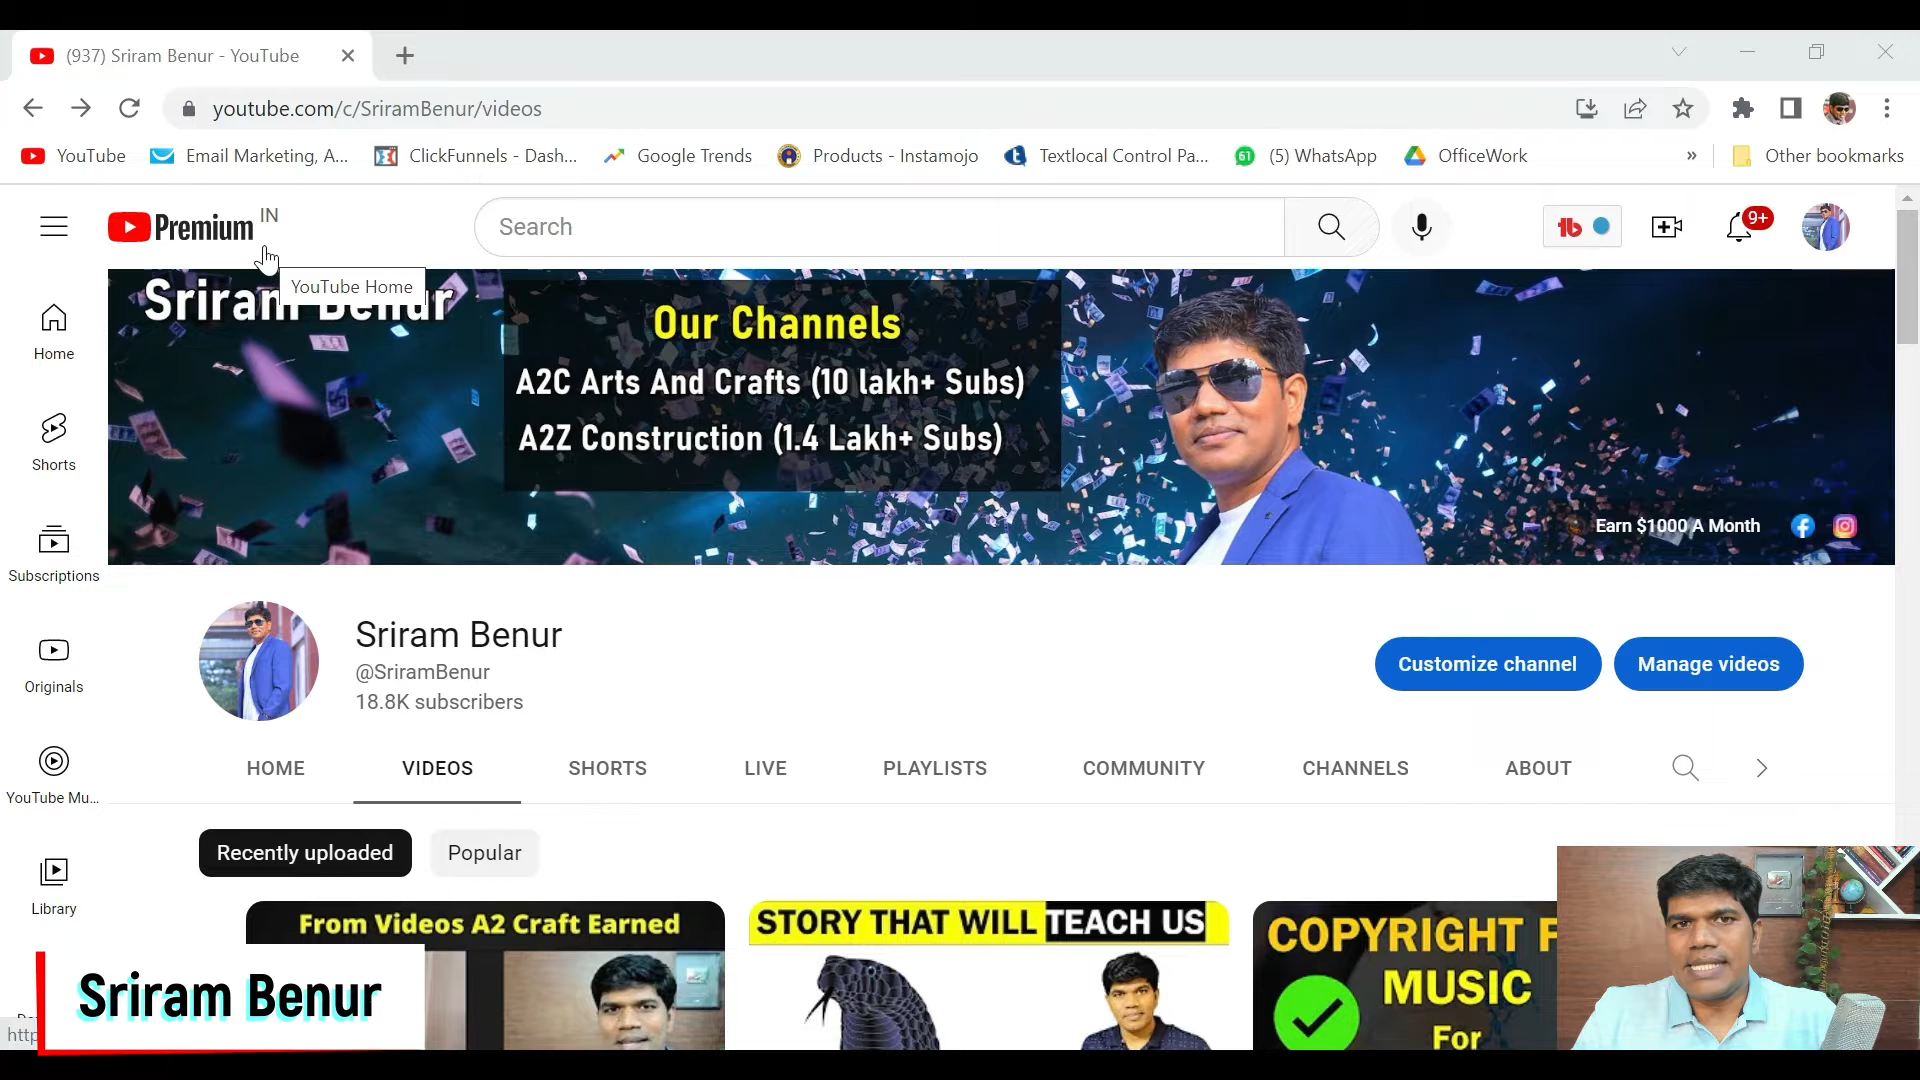 (937) Sriram Benur - YouTube
youtube.com/c/SriramBenur/videos
YouTube
Email Marketing, A...
ClickFunnels - Dash...
Google Trends
Products - Instamojo
Textlocal Control Pa...
61
(5) WhatsApp
OfficeWork
»
Other bookmarks
Premium IN
Search
9+
YouTube Home
Sriram Benur
Our Channels
A2C Arts And Crafts (10 lakh+ Subs)
A2Z Construction (1.4 Lakh+ Subs)
Earn $1000 A Month
Home
Shorts
Subscriptions
Originals
YouTube Mu...
Library
Sriram Benur
@SriramBenur
18.8K subscribers
Customize channel
Manage videos
HOME
VIDEOS
SHORTS
LIVE
PLAYLISTS
COMMUNITY
CHANNELS
ABOUT
Recently uploaded
Popular
From Videos A2 Craft Earned
STORY THAT WILL TEACH US
COPYRIGHT F
MUSIC
For
Sriram Benur
http